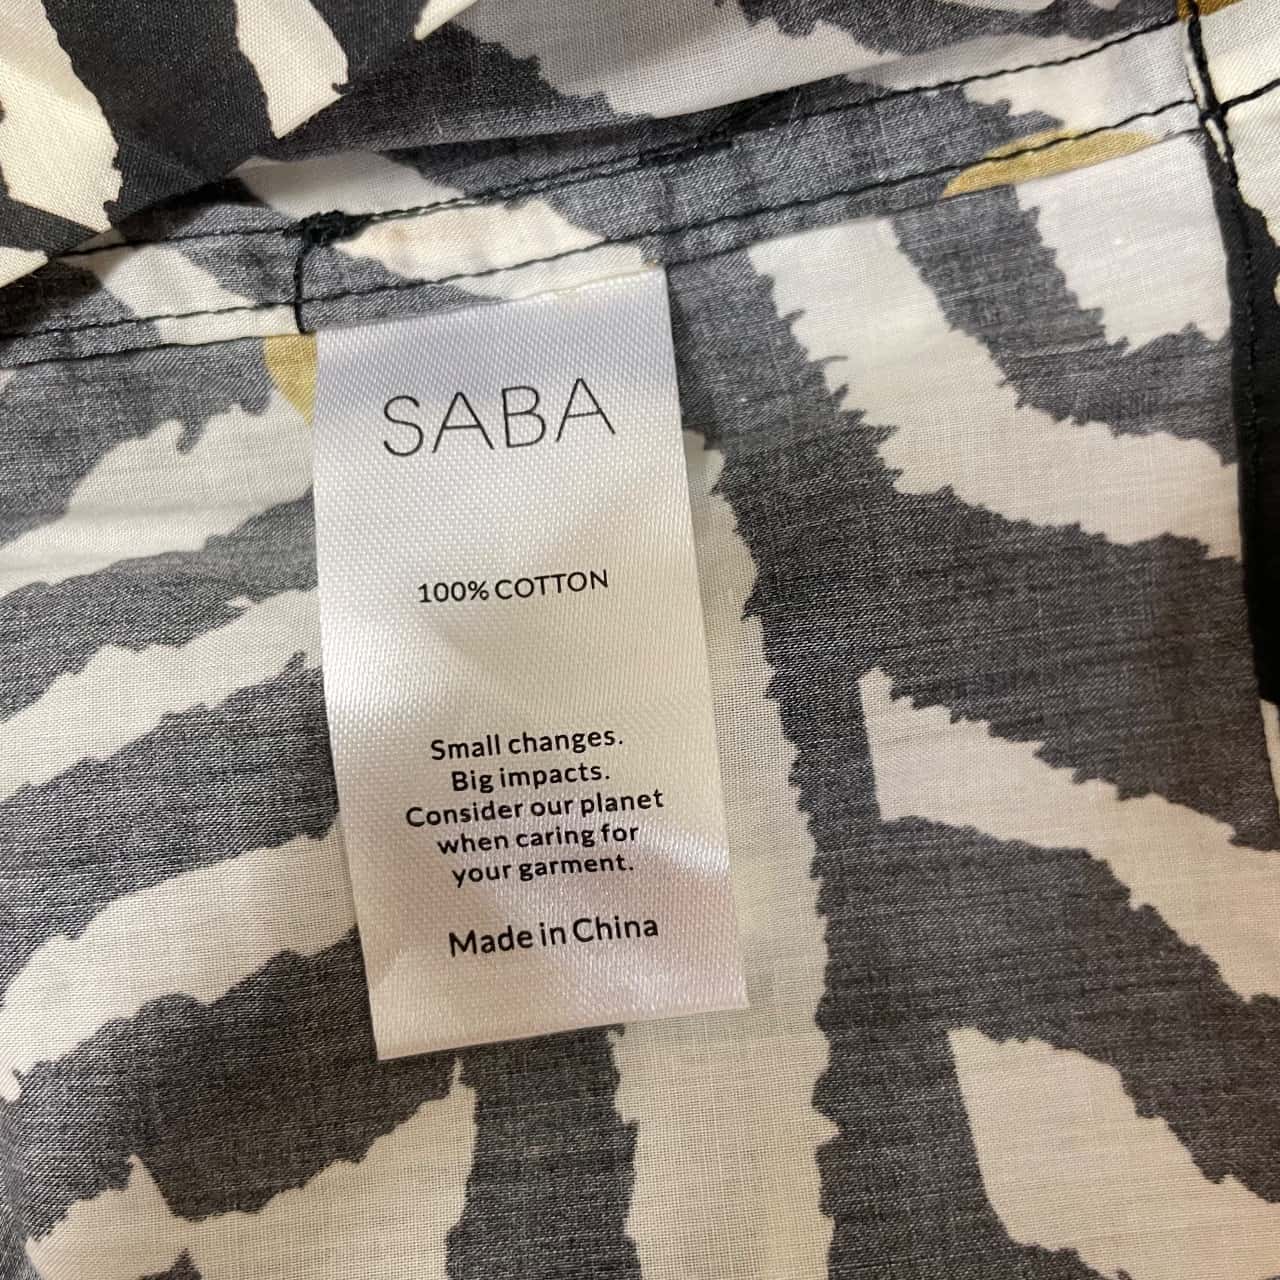 SABA
100% COTTON
Small changes.
Big impacts.
Consider our planet
when caring for
your garment.
Made in China